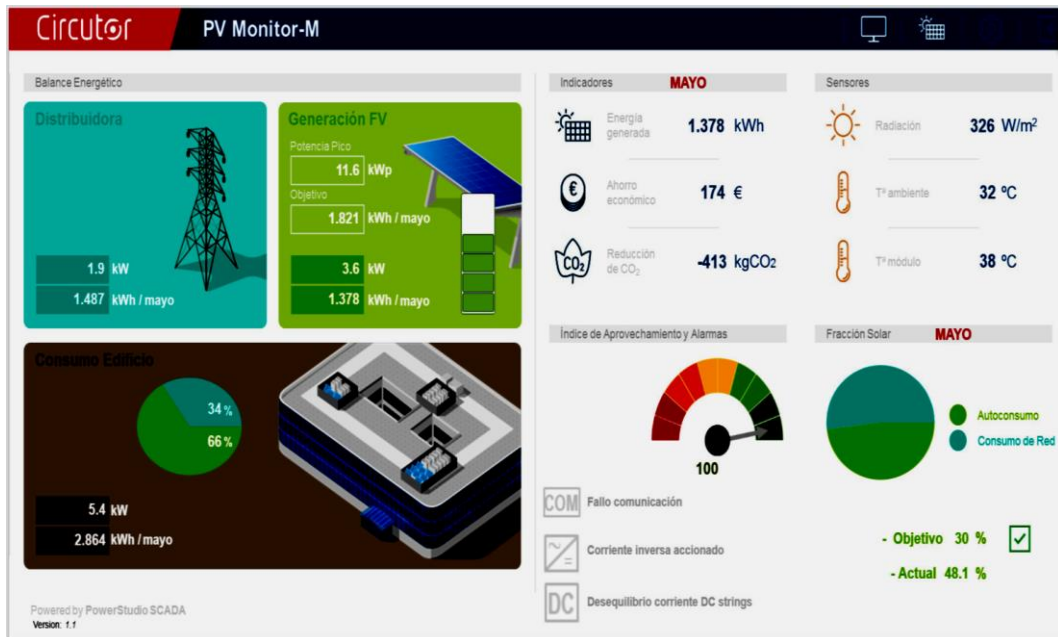 Circutor
PV Monitor-M
Balance Energético
Distribuidora
1.9 kW
1.487 kWh / mayo
Generación FV
Potencia Pico
11.6 kWp
Objetivo
1.821 kWh / mayo
3.6 kW
1.378 kWh / mayo
Consumo Edificio
34 %
66 %
5.4 kW
2.864 kWh / mayo
Powered by PowerStudio SCADA
Version: 1.1
Indicadores MAYO
Energía
generada
1.378 kWh
Ahorro
económico
174 €
CO2
Reducción
de CO2
-413 kgCO2
Sensores
Radiación 326 W/m²
Tª ambiente 32 ºC
Tª módulo 38 ºC
Índice de Aprovechamiento y Alarmas
100
COM Fallo comunicación
Corriente inversa accionado
DC Desequilibrio corriente DC strings
Fracción Solar MAYO
Autoconsumo
Consumo de Red
- Objetivo 30 %
- Actual 48.1 %